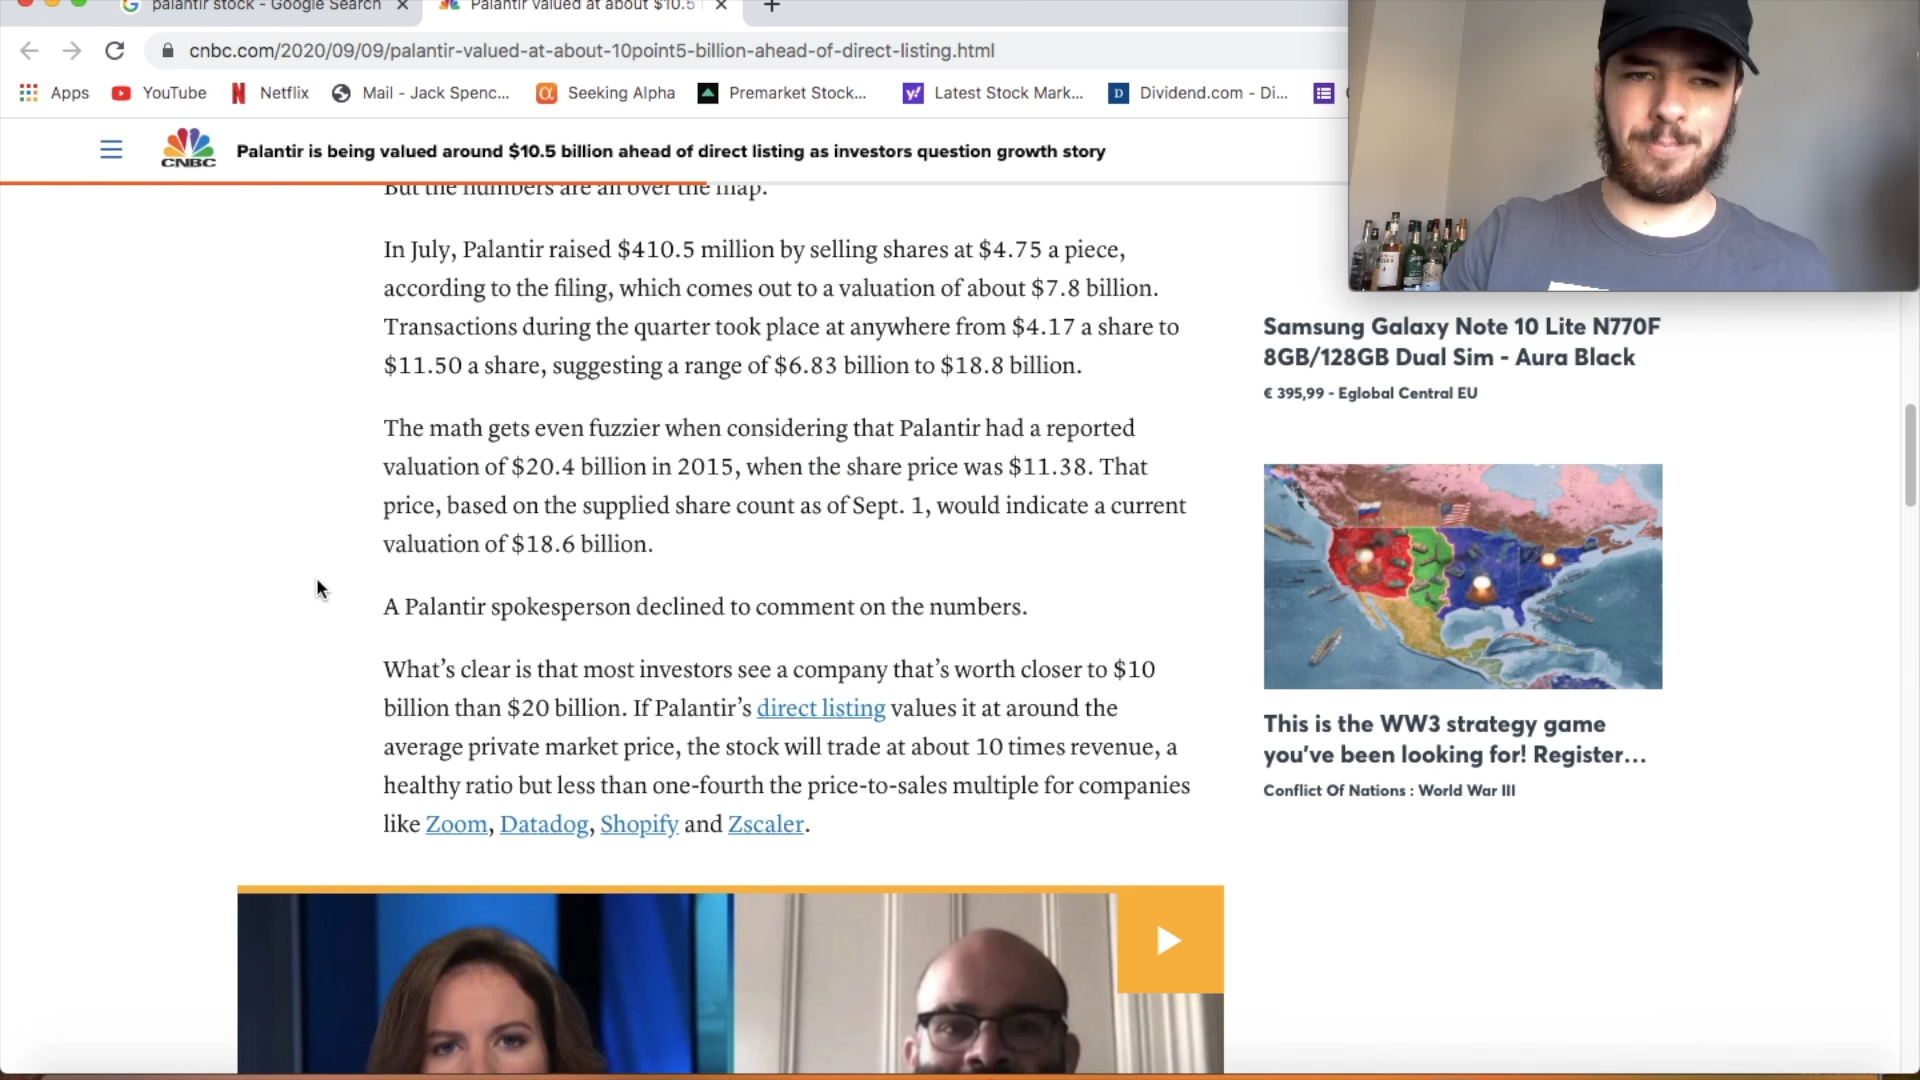 palantir stock - Google Search
Palantir valued at about $10.5
cnbc.com/2020/09/09/palantir-valued-at-about-10point5-billion-ahead-of-direct-listing.html
Apps YouTube Netflix Mail - Jack Spenc... Seeking Alpha Premarket Stock... Latest Stock Mark... Dividend.com - Di...
CNBC
Palantir is being valued around $10.5 billion ahead of direct listing as investors question growth story
But the numbers are all over the map.
In July, Palantir raised $410.5 million by selling shares at $4.75 a piece,
according to the filing, which comes out to a valuation of about $7.8 billion.
Transactions during the quarter took place at anywhere from $4.17 a share to
$11.50 a share, suggesting a range of $6.83 billion to $18.8 billion.
The math gets even fuzzier when considering that Palantir had a reported
valuation of $20.4 billion in 2015, when the share price was $11.38. That
price, based on the supplied share count as of Sept. 1, would indicate a current
valuation of $18.6 billion.
A Palantir spokesperson declined to comment on the numbers.
What’s clear is that most investors see a company that’s worth closer to $10
billion than $20 billion. If Palantir’s direct listing values it at around the
average private market price, the stock will trade at about 10 times revenue, a
healthy ratio but less than one-fourth the price-to-sales multiple for companies
like Zoom, Datadog, Shopify and Zscaler.
Samsung Galaxy Note 10 Lite N770F
8GB/128GB Dual Sim - Aura Black
€ 395,99 - Eglobal Central EU
This is the WW3 strategy game
you’ve been looking for! Register...
Conflict Of Nations : World War III